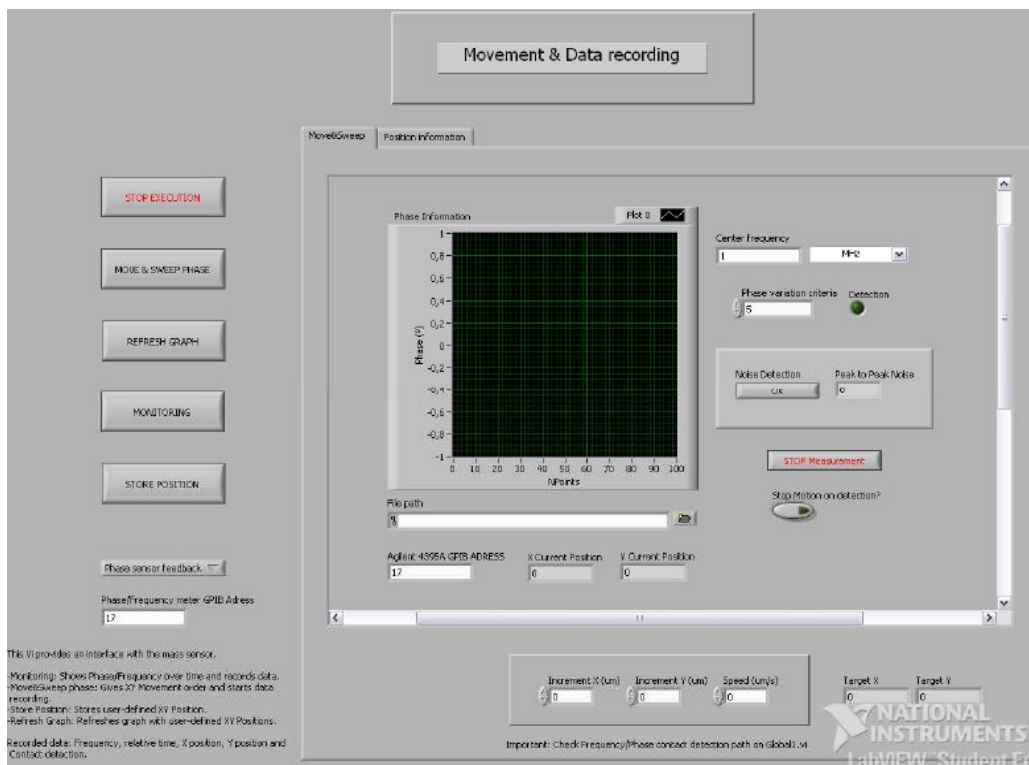 Movement & Data recording
Move&Sweep
Position information
STOP EXECUTION
MOVE & SWEEP PHASE
REFRESH GRAPH
MONITORING
STORE POSITION
Phase sensor feedback
Phase/Frequency meter GPIB Adress
17
This Vi provides an interface with the mass sensor.
-Monitoring: Shows Phase/Frequency over time and records data.
-Move&Sweep phase: Gives XY Movement order and starts data
recording.
-Store Position: Stores user-defined XY Position.
-Refresh Graph: Refreshes graph with user-defined XY Positions.
Recorded data: Frequency, relative time, X position, Y position and
Contact detection.
Phase Information
Plot 0
1
0,8
0,6
0,4
0,2
0
-0,2
-0,4
-0,6
-0,8
-1
Phase (º)
0 10 20 30 40 50 60 70 80 90 100
NPoints
Center frequency
1
MHz
Phase variation criteria
5
Detection
Noise Detection
OK
Peak to Peak Noise
0
STOP Measurement
Stop Motion on detection?
File path
Agilent 4395A GPIB ADRESS
17
X Current Position
0
Y Current Position
0
Increment X (um)
0
Increment Y (um)
0
Speed (um/s)
0
Target X
0
Target Y
0
Important: Check Frequency/Phase contact detection path on Global1.vi
NATIONAL
INSTRUMENTS
LabVIEW Student Ed